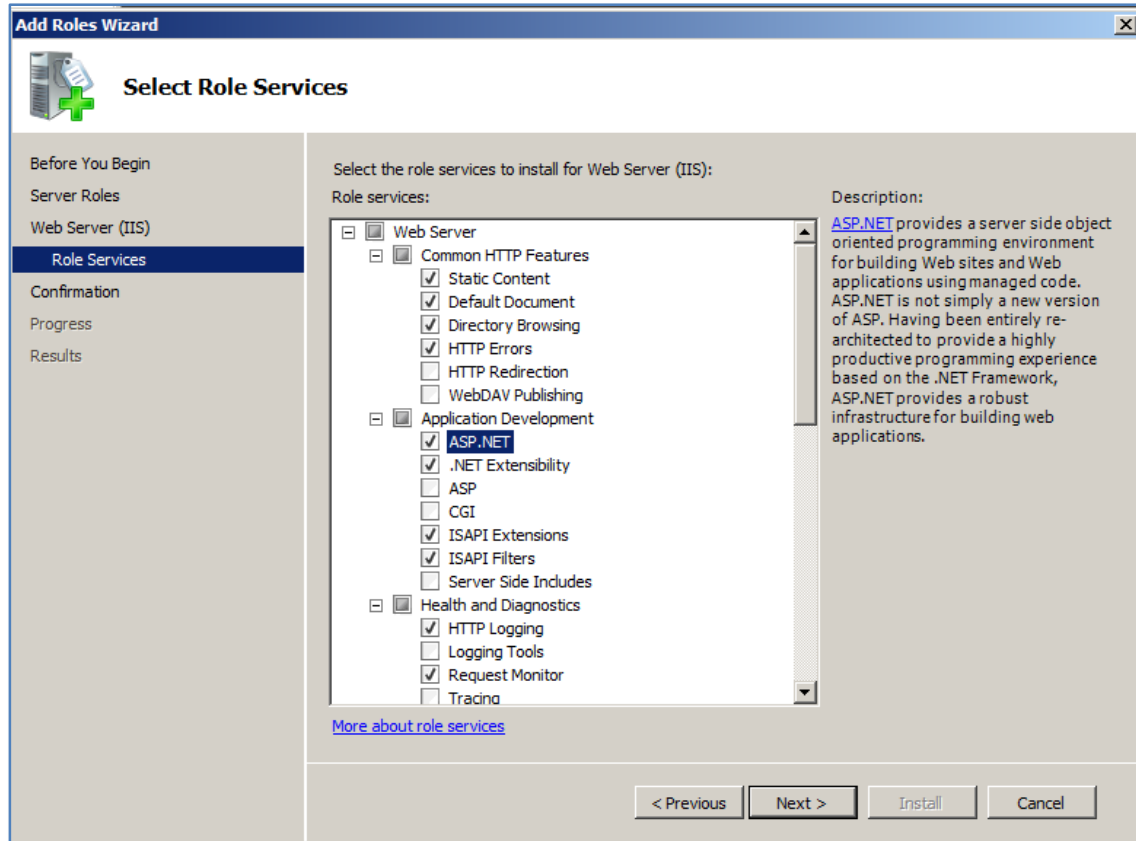 Add Roles Wizard
Select Role Services
Before You Begin
Server Roles
Web Server (IIS)
Role Services
Confirmation
Progress
Results
Select the role services to install for Web Server (IIS):
Role services:
Web Server
Common HTTP Features
Static Content
Default Document
Directory Browsing
HTTP Errors
HTTP Redirection
WebDAV Publishing
Application Development
ASP.NET
.NET Extensibility
ASP
CGI
ISAPI Extensions
ISAPI Filters
Server Side Includes
Health and Diagnostics
HTTP Logging
Logging Tools
Request Monitor
Tracing
More about role services
Description:
ASP.NET provides a server side object
oriented programming environment
for building Web sites and Web
applications using managed code.
ASP.NET is not simply a new version
of ASP. Having been entirely re-
architected to provide a highly
productive programming experience
based on the .NET Framework,
ASP.NET provides a robust
infrastructure for building web
applications.
< Previous
Next >
Install
Cancel